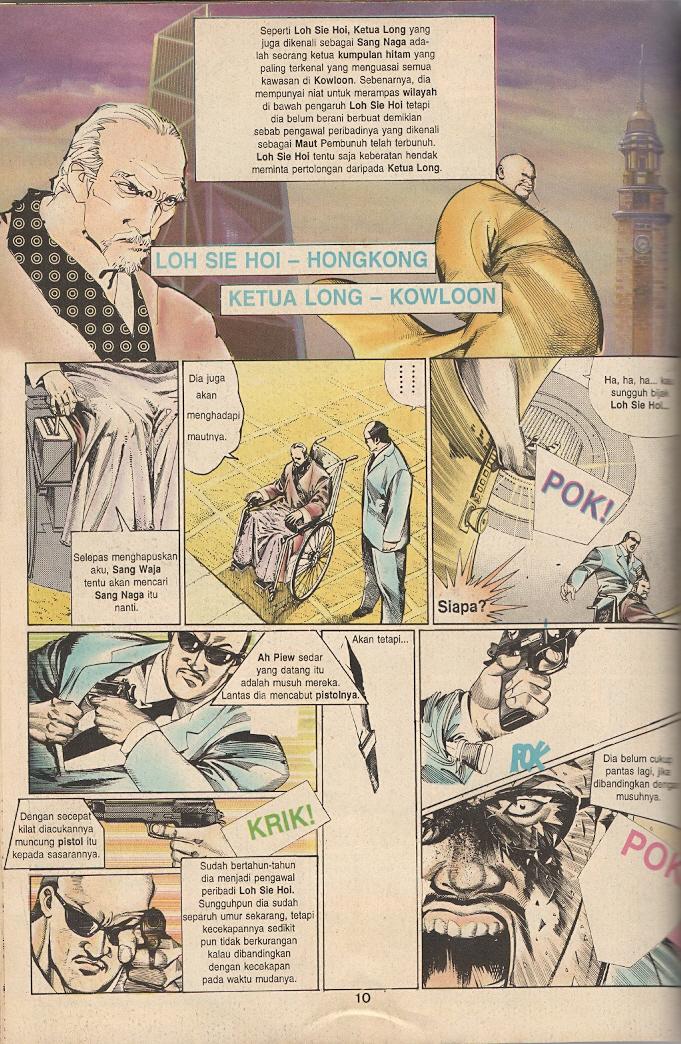 Seperti Loh Sie Hoi, Ketua Long yang
juga dikenali sebagai Sang Naga ada-
lah seorang ketua kumpulan hitam yang
paling terkenal yang menguasai semua
kawasan di Kowloon. Sebenarnya, dia
mempunyai niat untuk merampas wilayah
di bawah pengaruh Loh Sie Hoi tetapi
dia belum berani berbuat demikian
sebab pengawal peribadinya yang dikenali
sebagai Maut Pembunuh telah terbunuh.
Loh Sie Hoi tentu saja keberatan hendak
meminta pertolongan daripada Ketua Long.
LOH SIE HOI – HONGKONG
KETUA LONG – KOWLOON
Selepas menghapuskan
aku, Sang Waja
tentu akan mencari
Sang Naga itu
nanti.
Dia juga
akan
menghadapi
mautnya.
Ha, ha, ha...
sungguh bijak
Loh Sie Hoi...
POK!
Siapa?
Ah Piew sedar
yang datang itu
adalah musuh mereka.
Lantas dia mencabut pistolnya.
Dengan secepat
kilat diacukannya
muncung pistol itu
kepada sasarannya.
KRIK!
Sudah bertahun-tahun
dia menjadi pengawal
peribadi Loh Sie Hoi.
Sungguhpun dia sudah
separuh umur sekarang, tetapi
kecekapannya sedikit
pun tidak berkurangan
kalau dibandingkan
dengan kecekapan
pada waktu mudanya.
Akan tetapi...
POK
Dia belum cukup
pantas lagi, jika
dibandingkan dengan
musuhnya.
POK
10